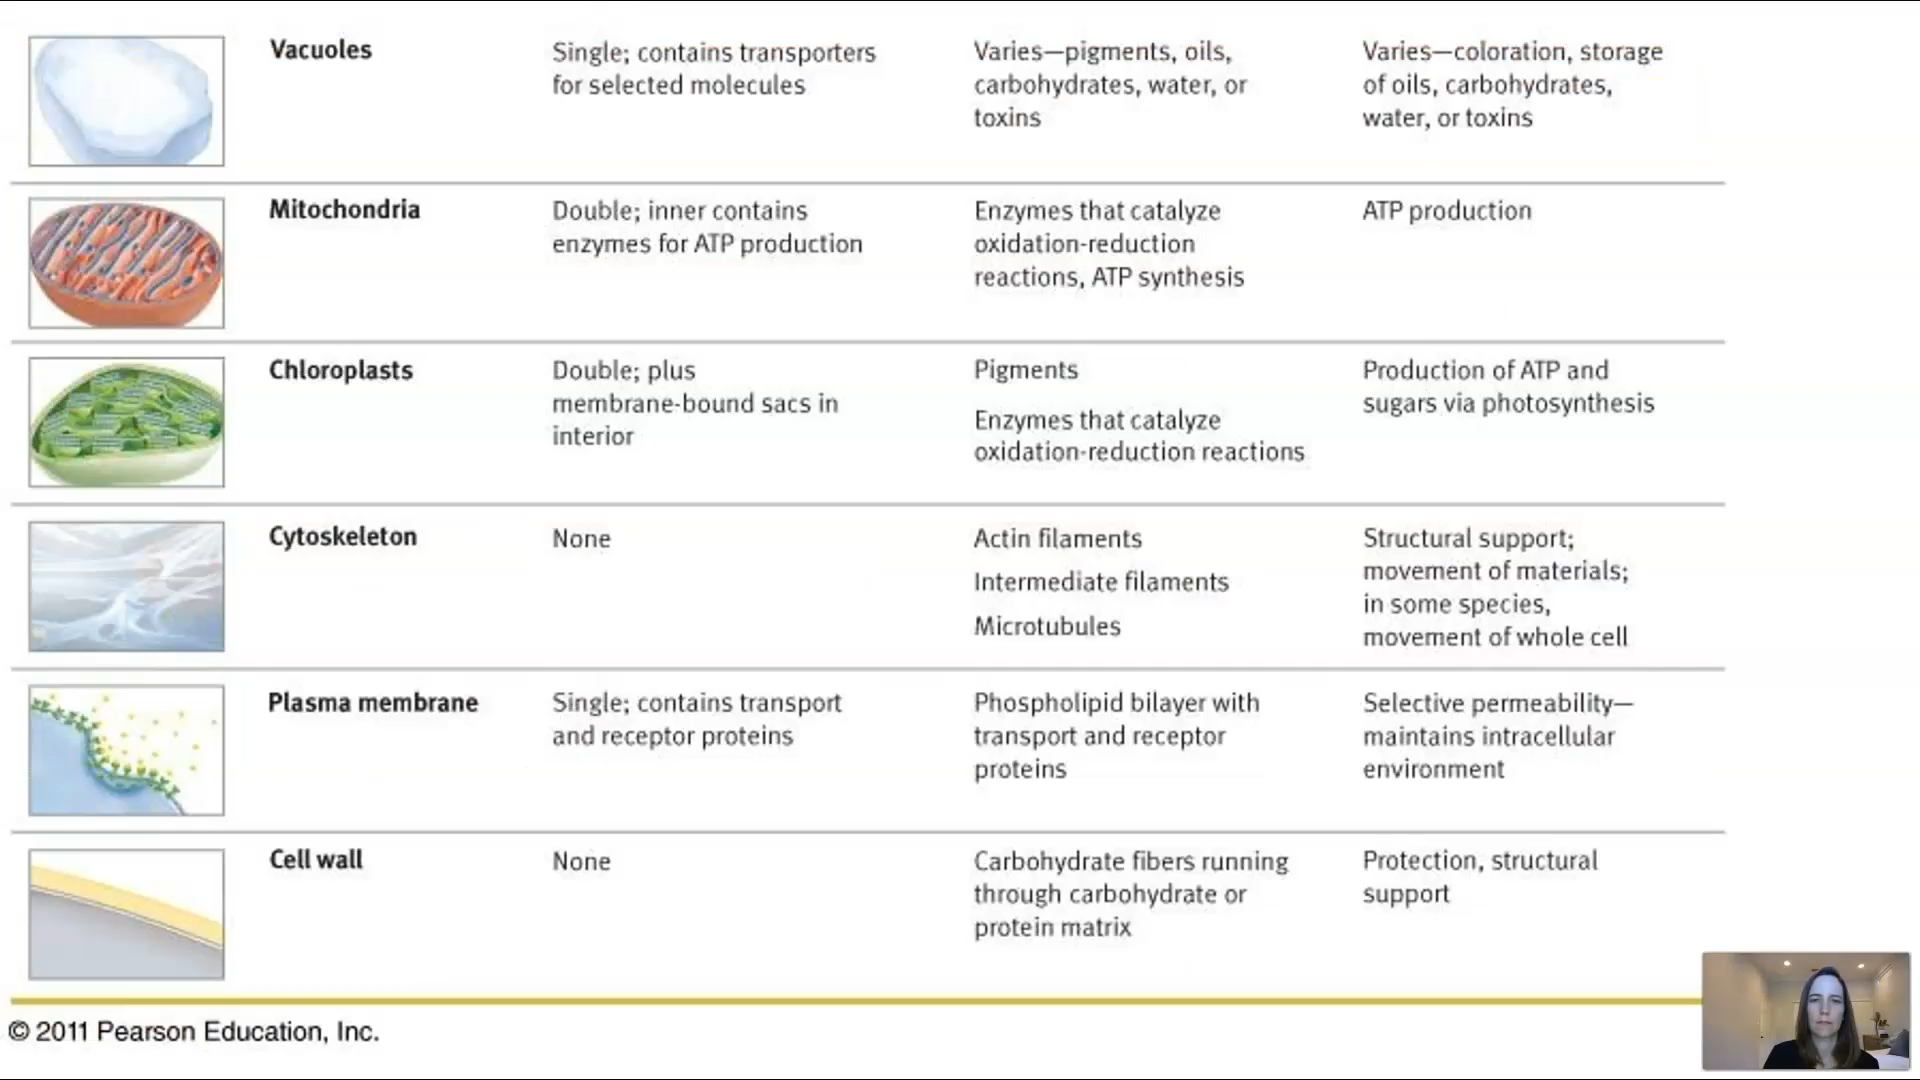 Vacuoles
Single; contains transporters
for selected molecules
Varies—pigments, oils,
carbohydrates, water, or
toxins
Varies—coloration, storage
of oils, carbohydrates,
water, or toxins
Mitochondria
Double; inner contains
enzymes for ATP production
Enzymes that catalyze
oxidation-reduction
reactions, ATP synthesis
ATP production
Chloroplasts
Double; plus
membrane-bound sacs in
interior
Pigments
Enzymes that catalyze
oxidation-reduction reactions
Production of ATP and
sugars via photosynthesis
Cytoskeleton
None
Actin filaments
Intermediate filaments
Microtubules
Structural support;
movement of materials;
in some species,
movement of whole cell
Plasma membrane
Single; contains transport
and receptor proteins
Phospholipid bilayer with
transport and receptor
proteins
Selective permeability—
maintains intracellular
environment
Cell wall
None
Carbohydrate fibers running
through carbohydrate or
protein matrix
Protection, structural
support
© 2011 Pearson Education, Inc.